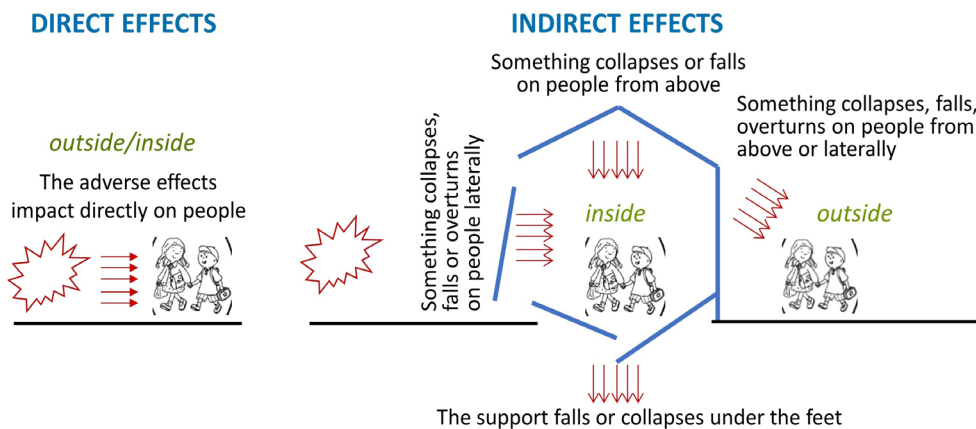 DIRECT EFFECTS
outside/inside
The adverse effects
impact directly on people
INDIRECT EFFECTS
Something collapses or falls
on people from above
Something collapses,
falls or overturns
on people laterally
inside
Something collapses, falls,
overturns on people from
above or laterally
outside
The support falls or collapses under the feet